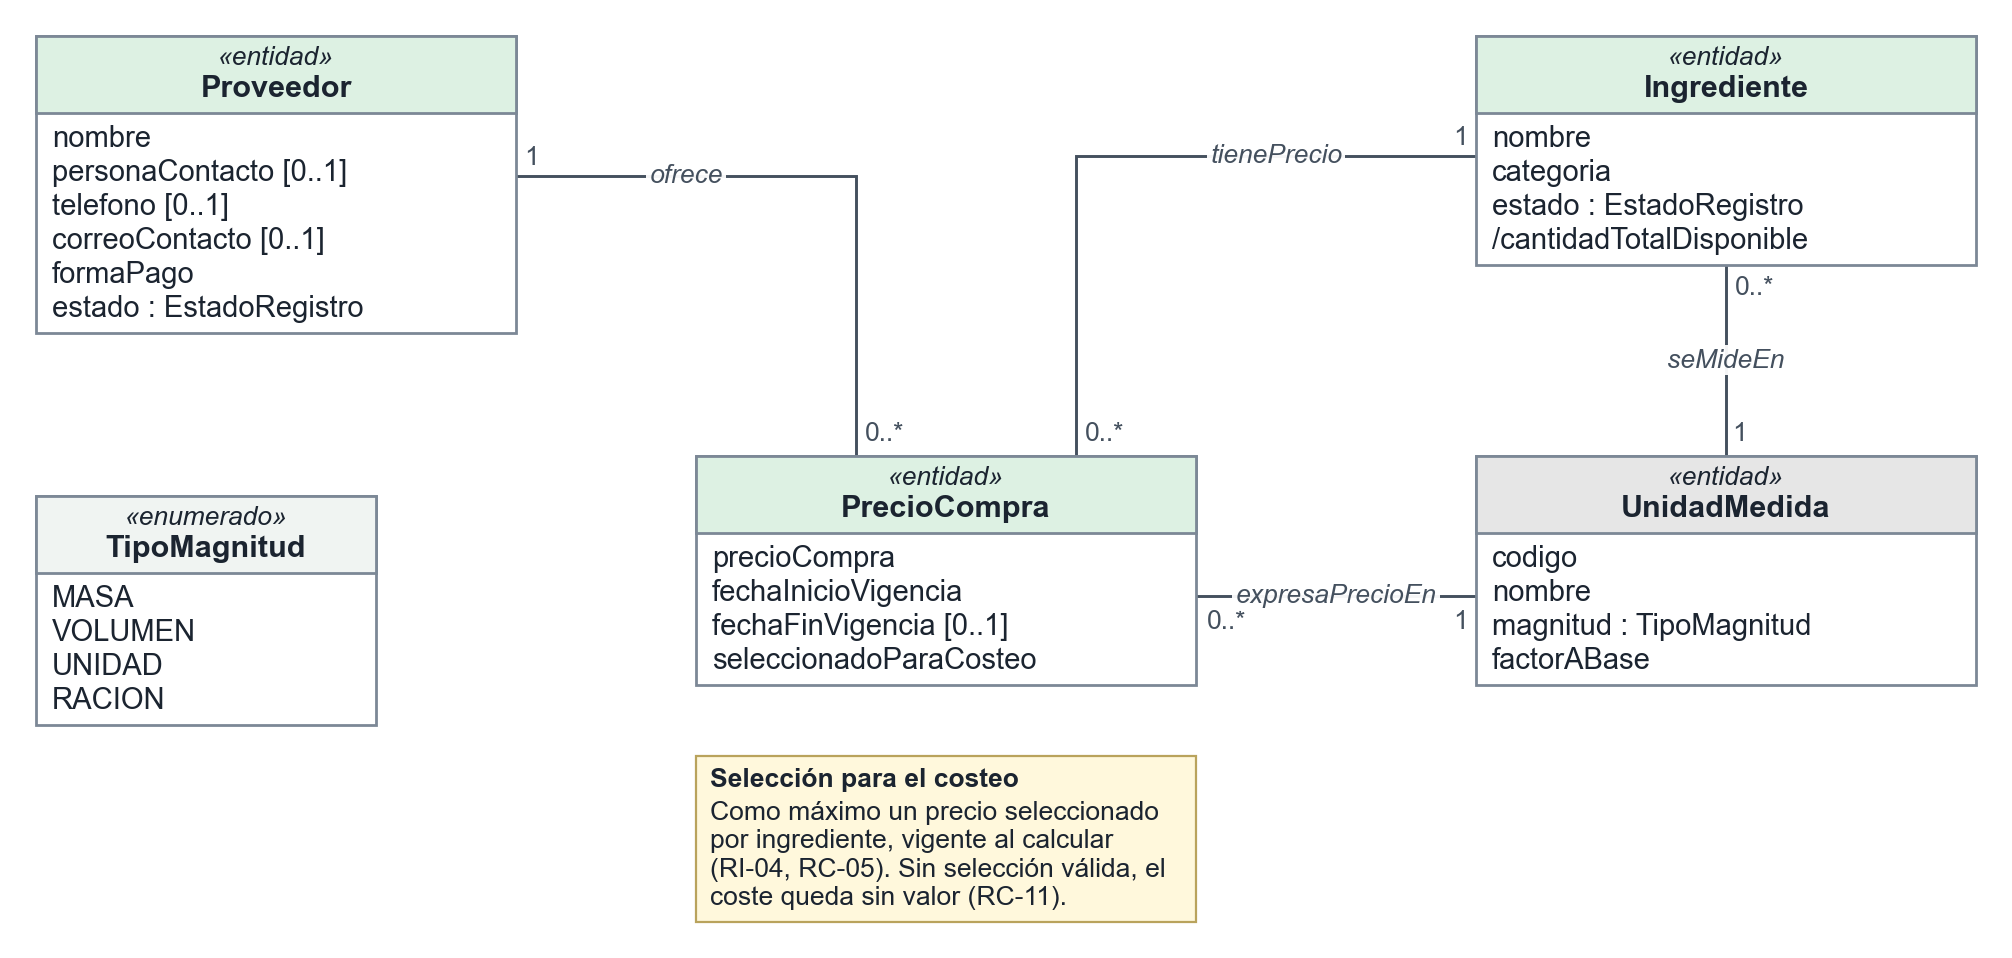 «entidad»
Proveedor
nombre
personaContacto [0..1]
telefono [0..1]
correoContacto [0..1]
formaPago
estado : EstadoRegistro
1
ofrece
0..*
tienePrecio
1
0..*
«entidad»
Ingrediente
nombre
categoria
estado : EstadoRegistro
/cantidadTotalDisponible
0..*
seMideEn
1
«enumerado»
TipoMagnitud
MASA
VOLUMEN
UNIDAD
RACION
«entidad»
PrecioCompra
precioCompra
fechaInicioVigencia
fechaFinVigencia [0..1]
seleccionadoParaCosteo
expresaPrecioEn
0..*
1
«entidad»
UnidadMedida
codigo
nombre
magnitud : TipoMagnitud
factorABase
Selección para el costeo
Como máximo un precio seleccionado
por ingrediente, vigente al calcular
(RI-04, RC-05). Sin selección válida, el
coste queda sin valor (RC-11).